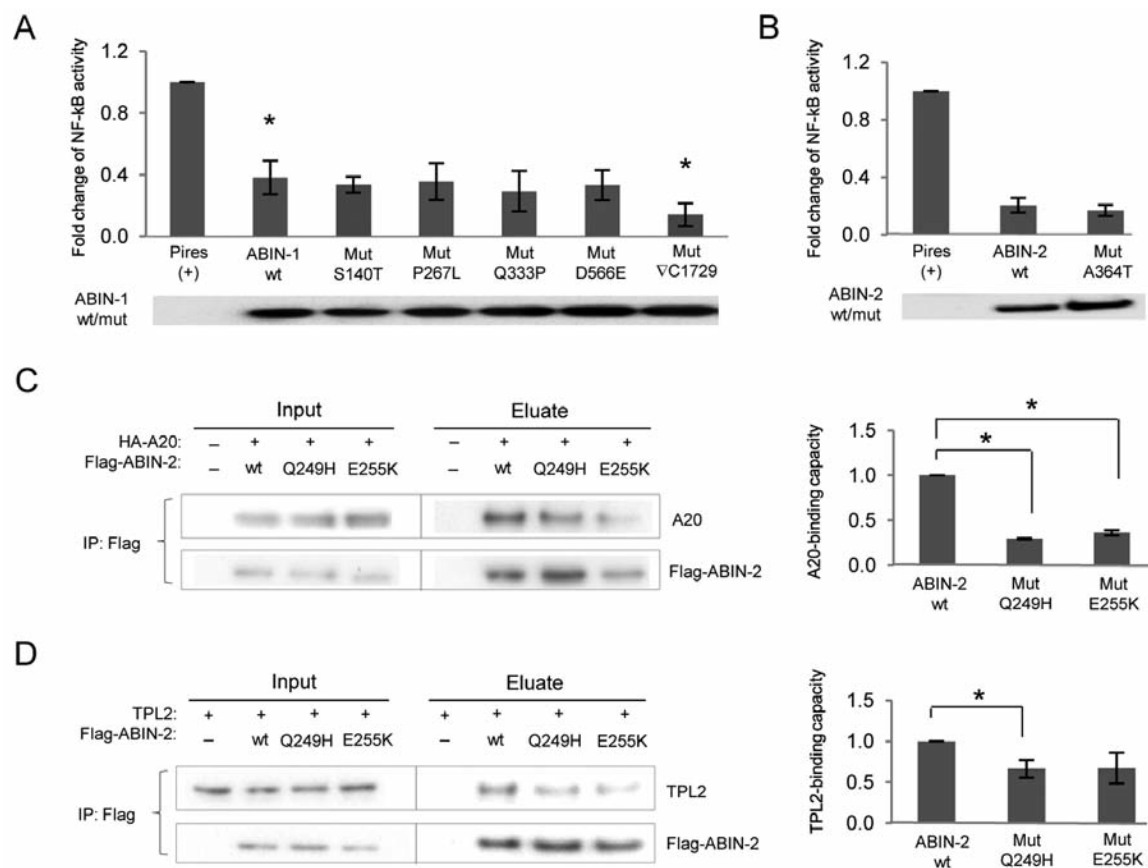 A
Fold change of NF-kB activity
1.2
0.8
0.4
0.0
*
*
Pires
(+)
ABIN-1
wt
Mut
S140T
Mut
P267L
Mut
Q333P
Mut
D566E
Mut
∇C1729
ABIN-1
wt/mut
B
Fold change of NF-kB activity
1.2
0.8
0.4
0.0
Pires
(+)
ABIN-2
wt
Mut
A364T
ABIN-2
wt/mut
C
Input
Eluate
HA-A20: – + + + – + + +
Flag-ABIN-2: – wt Q249H E255K – wt Q249H E255K
IP: Flag
A20
Flag-ABIN-2
A20-binding capacity
1.5
1.0
0.5
0.0
*
*
ABIN-2
wt
Mut
Q249H
Mut
E255K
D
Input
Eluate
TPL2: + + + + + + + +
Flag-ABIN-2: – wt Q249H E255K – wt Q249H E255K
IP: Flag
TPL2
Flag-ABIN-2
TPL2-binding capacity
1.5
1.0
0.5
0.0
*
ABIN-2
wt
Mut
Q249H
Mut
E255K